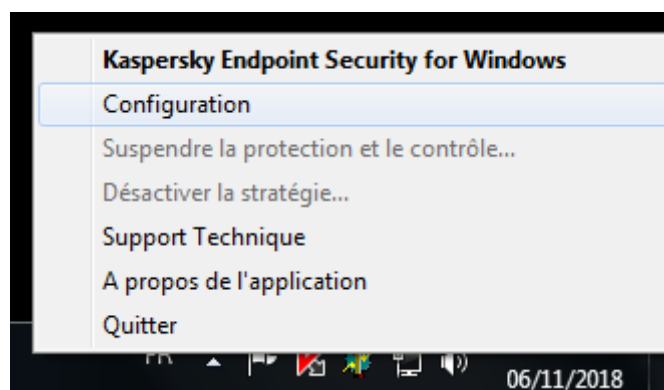 Kaspersky Endpoint Security for Windows
Configuration
Suspendre la protection et le contrôle...
Désactiver la stratégie...
Support Technique
A propos de l'application
Quitter
FR
06/11/2018